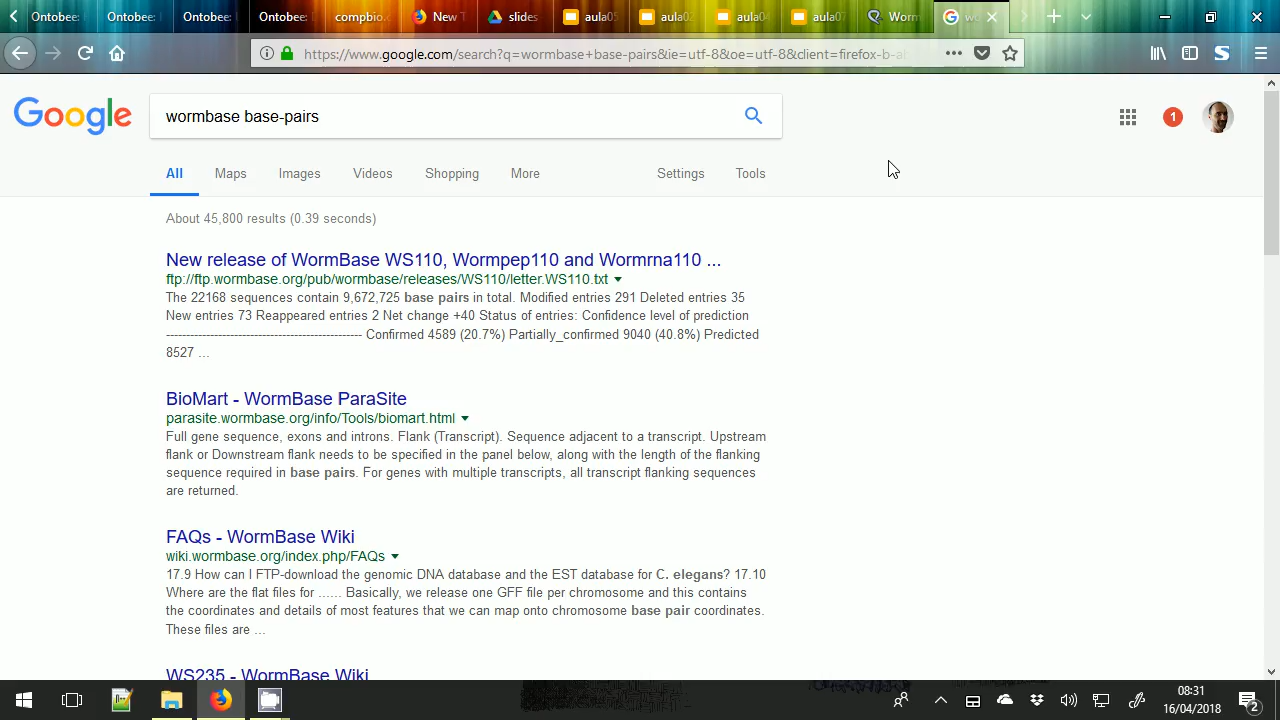 Ontobee:
Ontobee:
Ontobee:
Ontobee:
compbio.
New T
slides
aula05
aula02
aula04
aula07
Worm
https://www.google.com/search?q=wormbase+base-pairs&ie=utf-8&oe=utf-8&client=firefox-b-ab
Google
wormbase base-pairs
1
All Maps Images Videos Shopping More Settings Tools
About 45,800 results (0.39 seconds)
New release of WormBase WS110, Wormpep110 and Wormrna110 ...
ftp://ftp.wormbase.org/pub/wormbase/releases/WS110/letter.WS110.txt
The 22168 sequences contain 9,672,725 base pairs in total. Modified entries 291 Deleted entries 35
New entries 73 Reappeared entries 2 Net change +40 Status of entries: Confidence level of prediction
------------------------------------------------- Confirmed 4589 (20.7%) Partially_confirmed 9040 (40.8%) Predicted
8527 ...
BioMart - WormBase ParaSite
parasite.wormbase.org/info/Tools/biomart.html
Full gene sequence, exons and introns. Flank (Transcript). Sequence adjacent to a transcript. Upstream
flank or Downstream flank needs to be specified in the panel below, along with the length of the flanking
sequence required in base pairs. For genes with multiple transcripts, all transcript flanking sequences
are returned.
FAQs - WormBase Wiki
wiki.wormbase.org/index.php/FAQs
17.9 How can I FTP-download the genomic DNA database and the EST database for C. elegans? 17.10
Where are the flat files for ...... Basically, we release one GFF file per chromosome and this contains
the coordinates and details of most features that we can map onto chromosome base pair coordinates.
These files are ...
WS235 - WormBase Wiki
08:31
16/04/2018
2